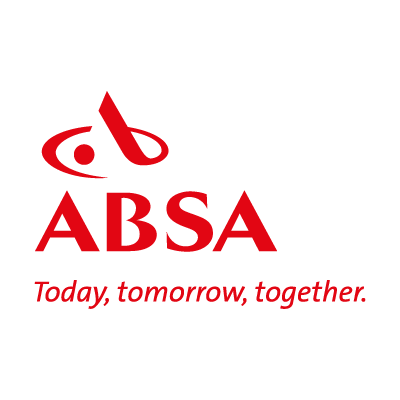 ABSA
Today, tomorrow, together.